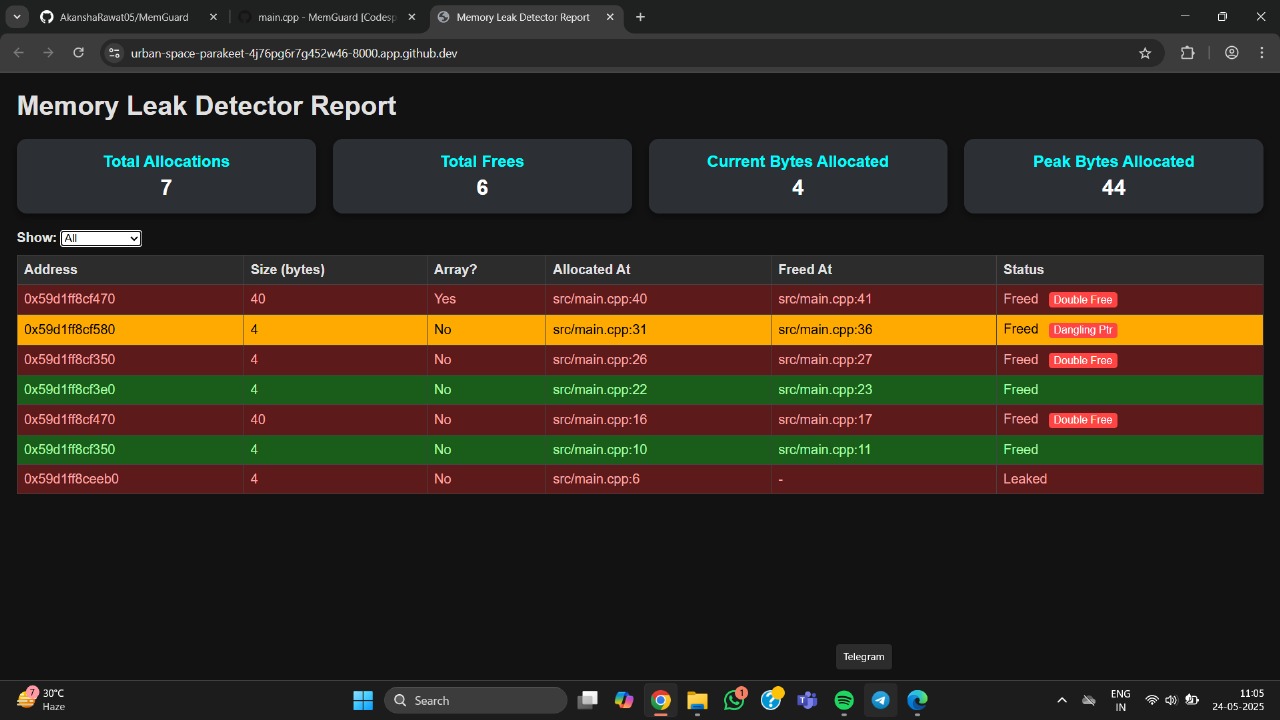 AkanshaRawat05/MemGuard
main.cpp - MemGuard [Codesp
Memory Leak Detector Report
urban-space-parakeet-4j76pg6r7g452w46-8000.app.github.dev
Memory Leak Detector Report
Total Allocations
7
Total Frees
6
Current Bytes Allocated
4
Peak Bytes Allocated
44
Show: All
Address Size (bytes) Array? Allocated At Freed At Status
0x59d1ff8cf470 40 Yes src/main.cpp:40 src/main.cpp:41 Freed Double Free
0x59d1ff8cf580 4 No src/main.cpp:31 src/main.cpp:36 Freed Dangling Ptr
0x59d1ff8cf350 4 No src/main.cpp:26 src/main.cpp:27 Freed Double Free
0x59d1ff8cf3e0 4 No src/main.cpp:22 src/main.cpp:23 Freed
0x59d1ff8cf470 40 No src/main.cpp:16 src/main.cpp:17 Freed Double Free
0x59d1ff8cf350 4 No src/main.cpp:10 src/main.cpp:11 Freed
0x59d1ff8ceeb0 4 No src/main.cpp:6 - Leaked
Telegram
7
30°C
Haze
Search
1
ENG
IN
11:05
24-05-2025